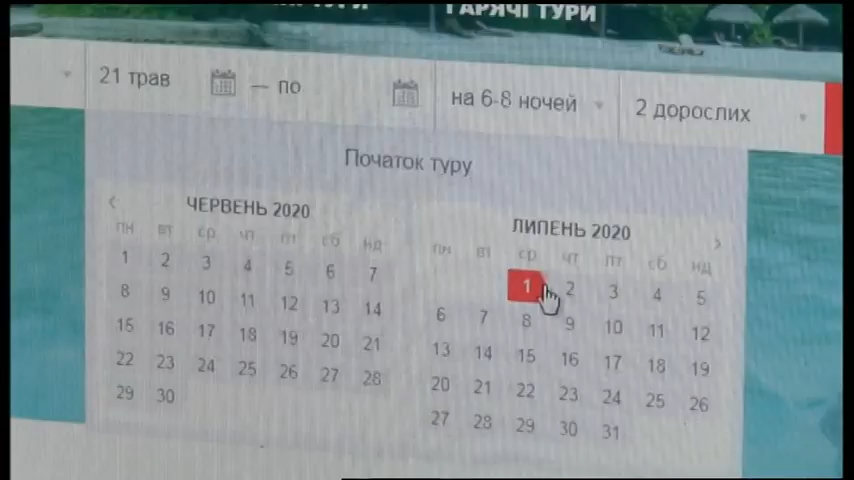 ГАРЯЧІ ТУРИ
21 трав — по на 6-8 ночей 2 дорослих
Початок туру
ЧЕРВЕНЬ 2020
пн вт ср чт пт сб нд
1 2 3 4 5 6 7
8 9 10 11 12 13 14
15 16 17 18 19 20 21
22 23 24 25 26 27 28
29 30
ЛИПЕНЬ 2020
пн вт ср чт пт сб нд
1 2 3 4 5
6 7 8 9 10 11 12
13 14 15 16 17 18 19
20 21 22 23 24 25 26
27 28 29 30 31